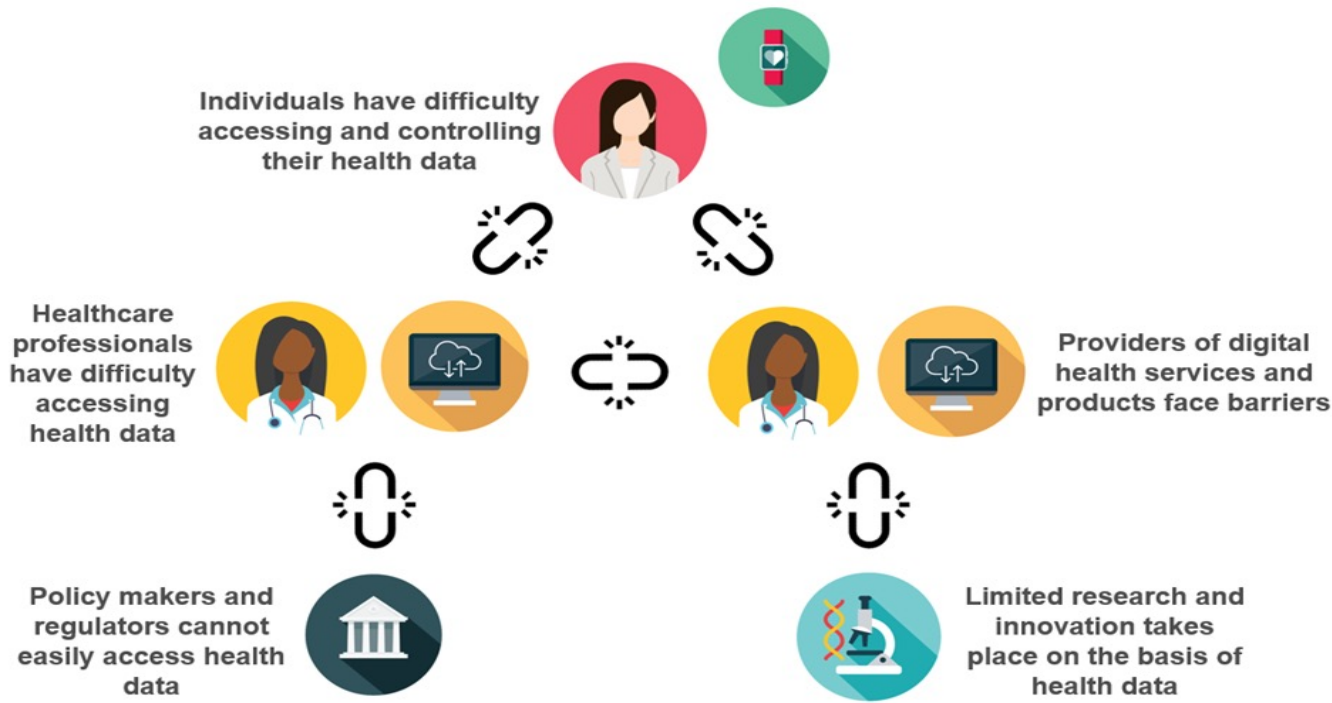 Individuals have difficulty
accessing and controlling
their health data
Healthcare
professionals
have difficulty
accessing
health data
Providers of digital
health services and
products face barriers
Policy makers and
regulators cannot
easily access health
data
Limited research and
innovation takes
place on the basis of
health data